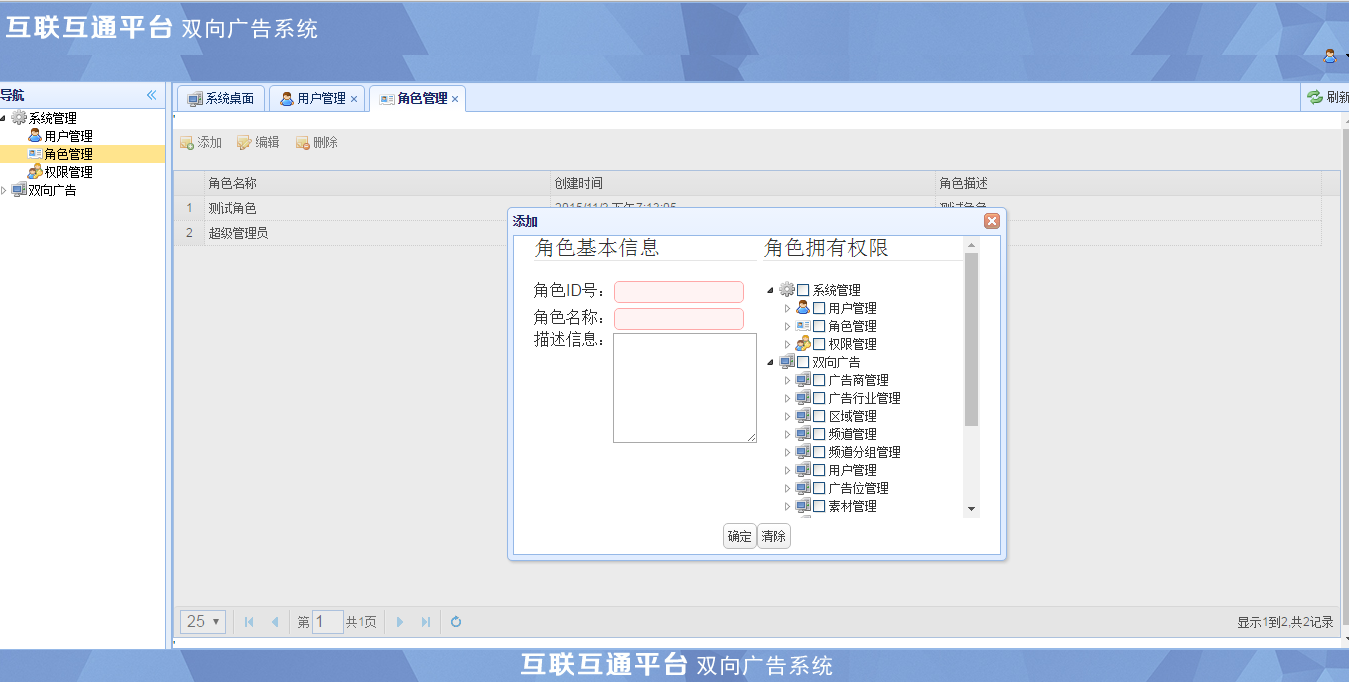 互联互通平台 双向广告系统
导航
系统桌面 用户管理 角色管理 刷新
系统管理
用户管理
角色管理
权限管理
双向广告
添加 编辑 删除
角色名称 创建时间 角色描述
1 测试角色 测试角色
2 超级管理员
添加
角色基本信息 角色拥有权限
角色ID号：
角色名称：
描述信息：
系统管理
用户管理
角色管理
权限管理
双向广告
广告商管理
广告行业管理
区域管理
频道管理
频道分组管理
用户管理
广告位管理
素材管理
确定 清除
25 第 1 共1页 显示1到2,共2记录
互联互通平台 双向广告系统